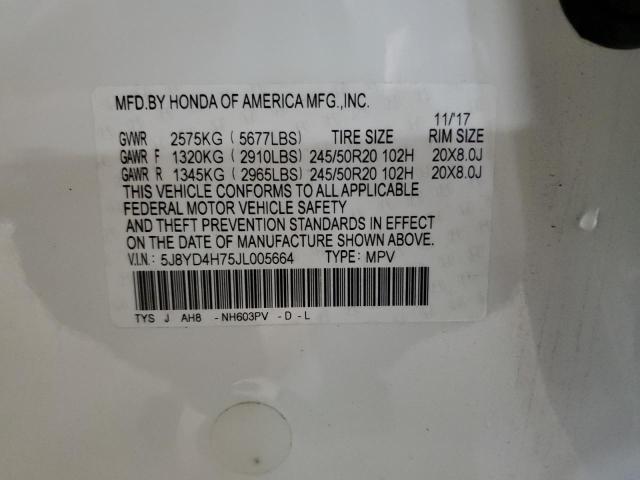 MFD.BY HONDA OF AMERICA MFG.,INC.
11/'17
GVWR 2575KG ( 5677LBS) TIRE SIZE RIM SIZE
GAWR F 1320KG ( 2910LBS) 245/50R20 102H 20X8.0J
GAWR R 1345KG ( 2965LBS) 245/50R20 102H 20X8.0J
THIS VEHICLE CONFORMS TO ALL APPLICABLE
FEDERAL MOTOR VEHICLE SAFETY
AND THEFT PREVENTION STANDARDS IN EFFECT
ON THE DATE OF MANUFACTURE SHOWN ABOVE.
V.I.N.: 5J8YD4H75JL005664 TYPE: MPV
TYS J AH8 -NH603PV -D-L